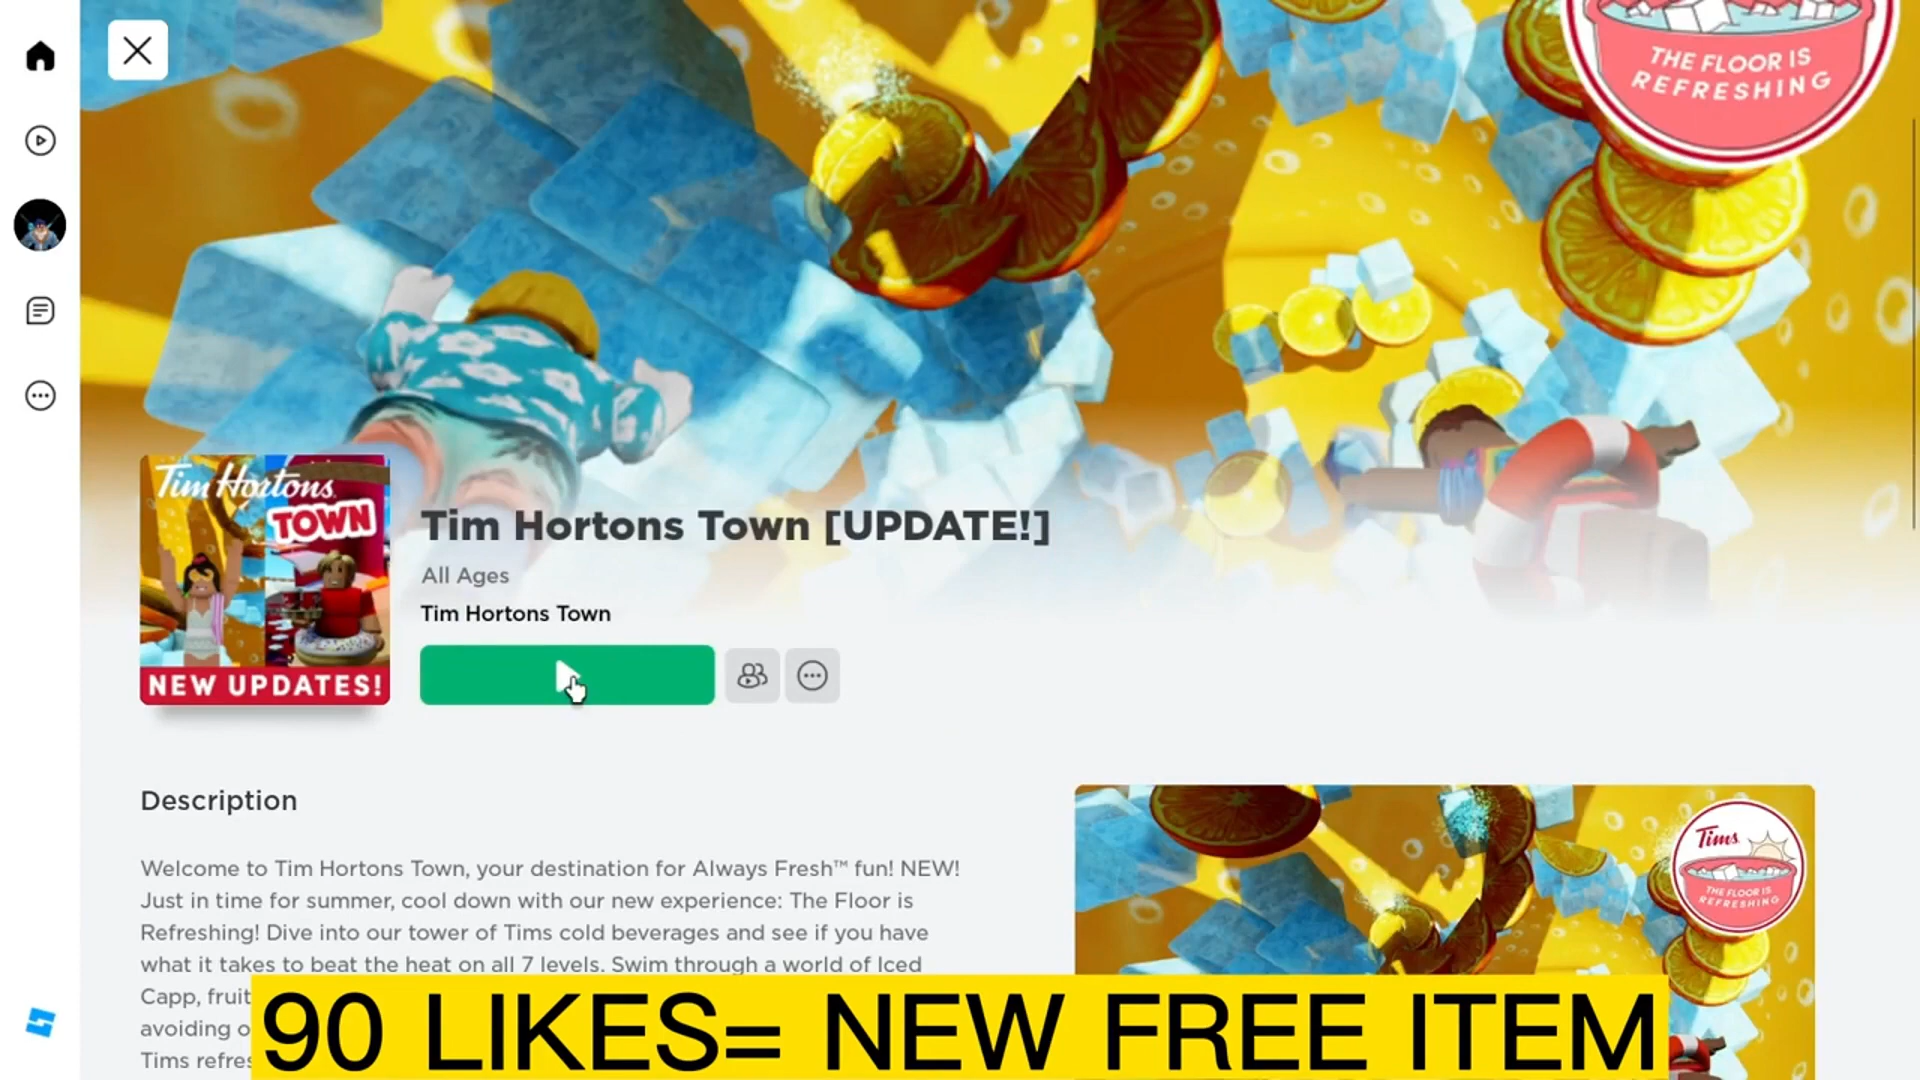 THE FLOOR IS
REFRESHING
Tim Hortons
TOWN
NEW UPDATES!
Tim Hortons Town [UPDATE!]
All Ages
Tim Hortons Town
Description
Welcome to Tim Hortons Town, your destination for Always Fresh™ fun! NEW!
Just in time for summer, cool down with our new experience: The Floor is
Refreshing! Dive into our tower of Tims cold beverages and see if you have
what it takes to beat the heat on all 7 levels. Swim through a world of Iced
Capp, fruit
avoiding o
Tims refres
Tims
THE FLOOR IS
REFRESHING
90 LIKES= NEW FREE ITEM